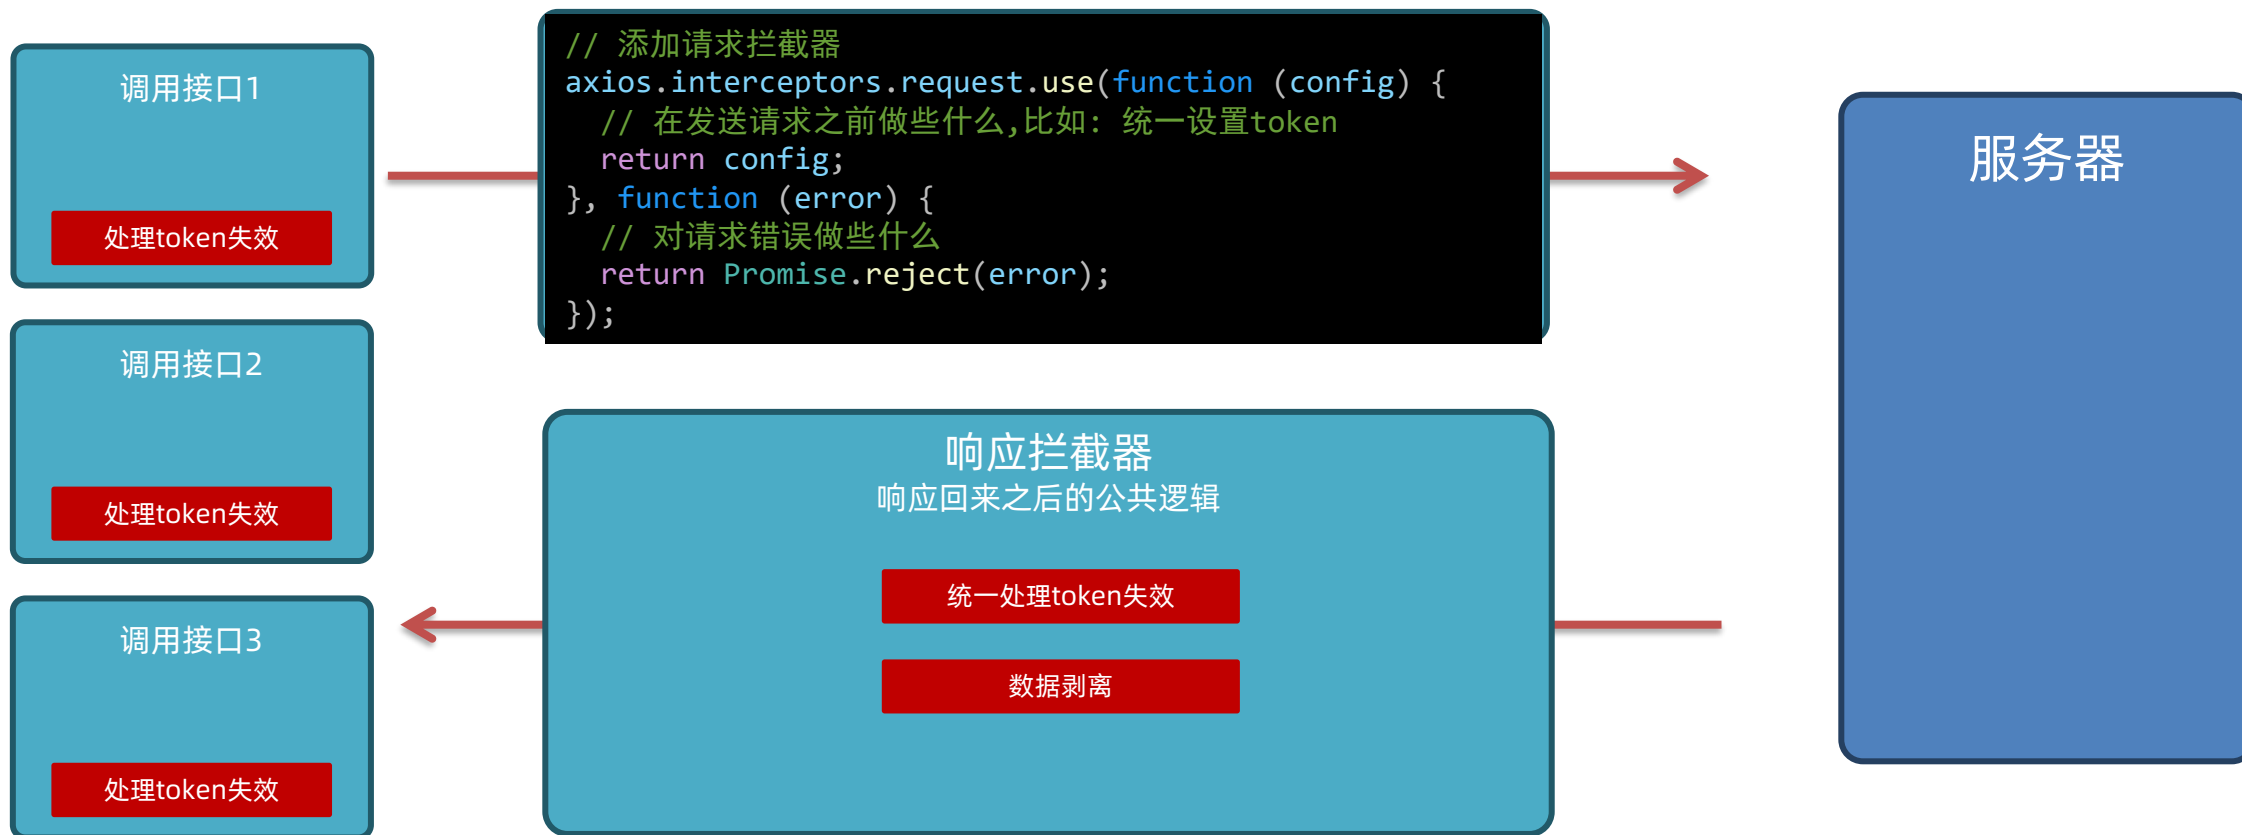 调用接口1
处理token失效
调用接口2
处理token失效
调用接口3
处理token失效
// 添加请求拦截器
axios.interceptors.request.use(function (config) {
  // 在发送请求之前做些什么,比如: 统一设置token
  return config;
}, function (error) {
  // 对请求错误做些什么
  return Promise.reject(error);
});
响应拦截器
响应回来之后的公共逻辑
统一处理token失效
数据剥离
服务器